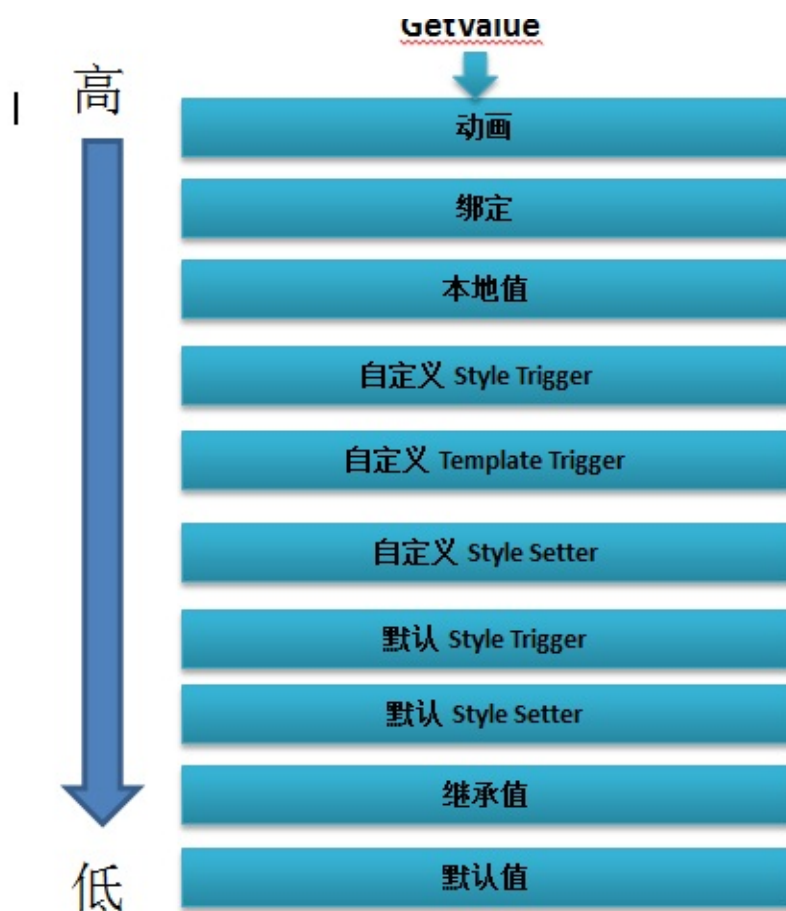 GetValue
高
动画
绑定
本地值
自定义 Style Trigger
自定义 Template Trigger
自定义 Style Setter
默认 Style Trigger
默认 Style Setter
继承值
低
默认值